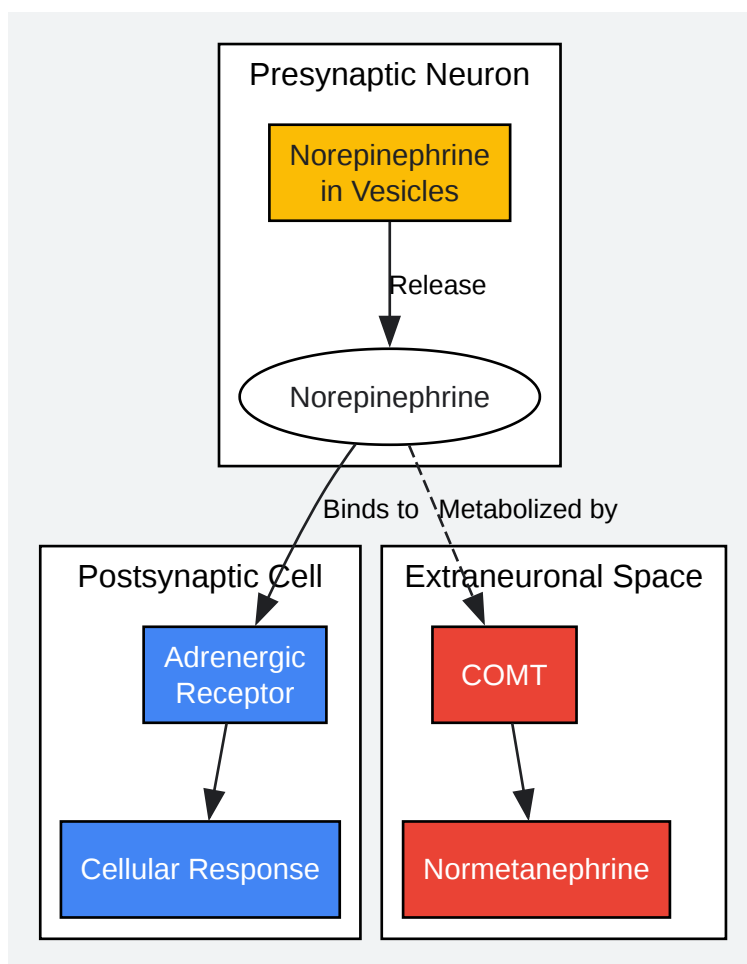 Presynaptic Neuron
Norepinephrine
in Vesicles
Release
Norepinephrine
Binds to
Metabolized by
Postsynaptic Cell
Adrenergic
Receptor
Cellular Response
Extraneuronal Space
COMT
Normetanephrine